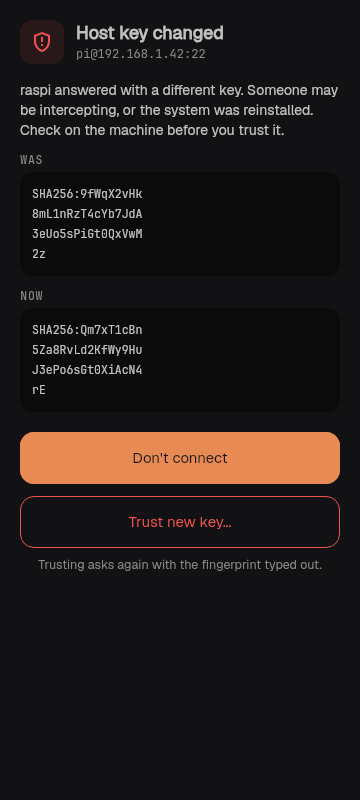 Host key changed
pi@192.168.1.42:22
raspi answered with a different key. Someone may
be intercepting, or the system was reinstalled.
Check on the machine before you trust it.
WAS
SHA256:9fWqX2vHk
8mL1nRzT4cYb7JdA
3eUo5sPiGt0QxVwM
2z
NOW
SHA256:Qm7xT1cBn
5Za8RvLd2KfWy9Hu
J3ePo6sGt0XiAcN4
rE
Don't connect
Trust new key…
Trusting asks again with the fingerprint typed out.